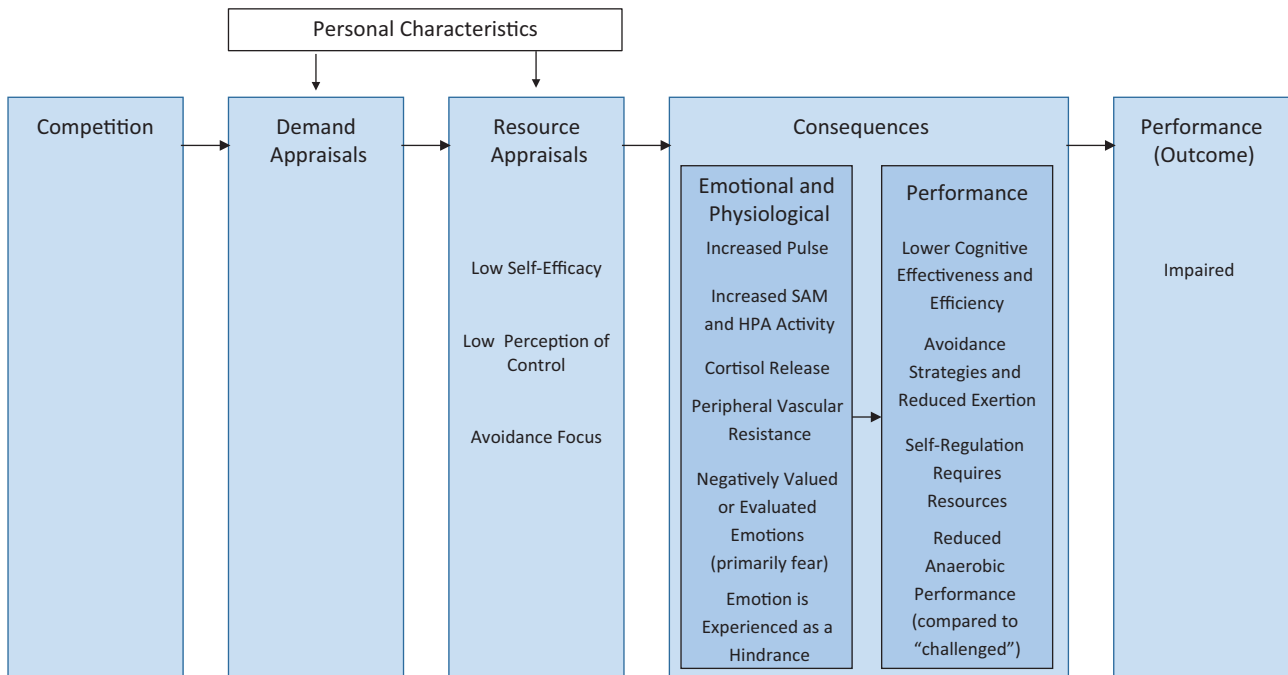 Personal Characteristics
Competition
Demand
Appraisals
Resource
Appraisals
Low Self-Efficacy
Low Perception of
Control
Avoidance Focus
Consequences
Emotional and
Physiological
Increased Pulse
Increased SAM
and HPA Activity
Cortisol Release
Peripheral Vascular
Resistance
Negatively Valued
or Evaluated
Emotions
(primarily fear)
Emotion is
Experienced as a
Hindrance
Performance
Lower Cognitive
Effectiveness and
Efficiency
Avoidance
Strategies and
Reduced Exertion
Self-Regulation
Requires
Resources
Reduced
Anaerobic
Performance
(compared to
“challenged”)
Performance
(Outcome)
Impaired